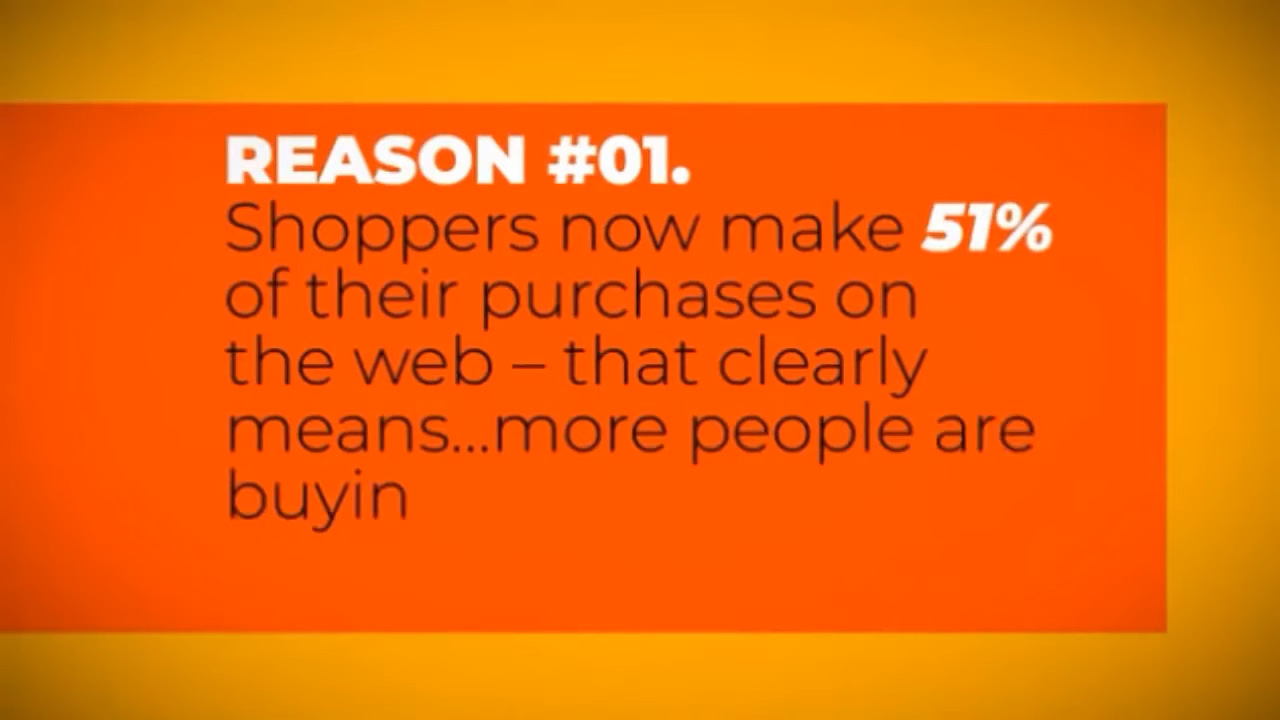 REASON #01.
Shoppers now make 51%
of their purchases on
the web – that clearly
means...more people are
buyin